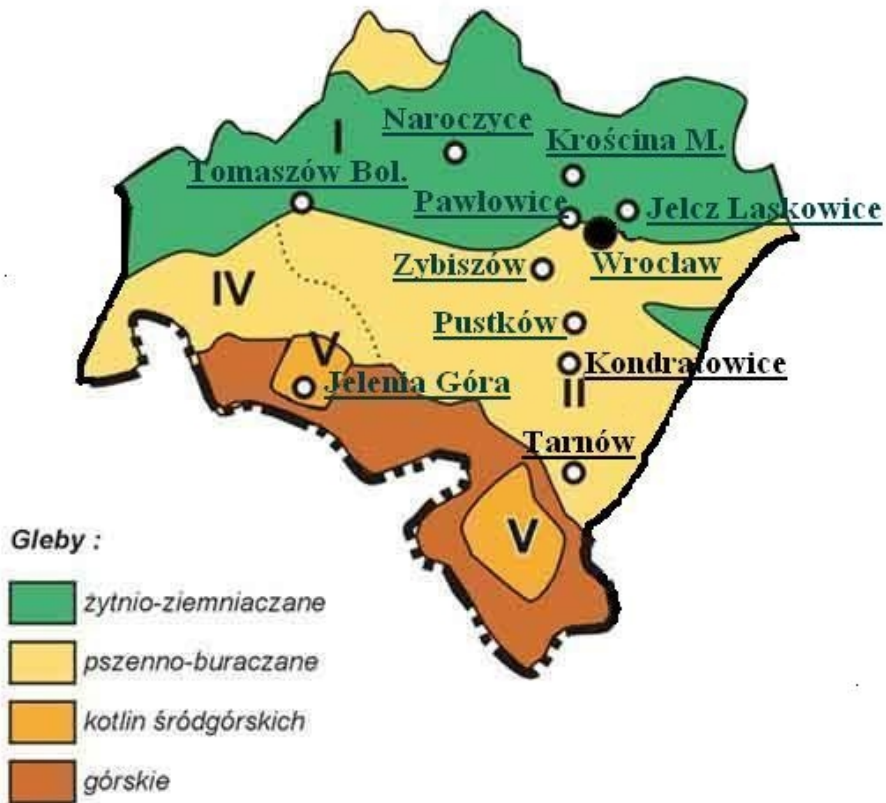 I
Naroczyce
Krościna M.
Tomaszów Bol.
Pawłowice
Jelcz Laskowice
Zybiszów
Wrocław
IV
Pustków
V
Kondratowice
Jelenia Góra
II
Tarnów
V
Gleby :
żytnio-ziemniaczane
pszenno-buraczane
kotlin śródgórskich
górskie